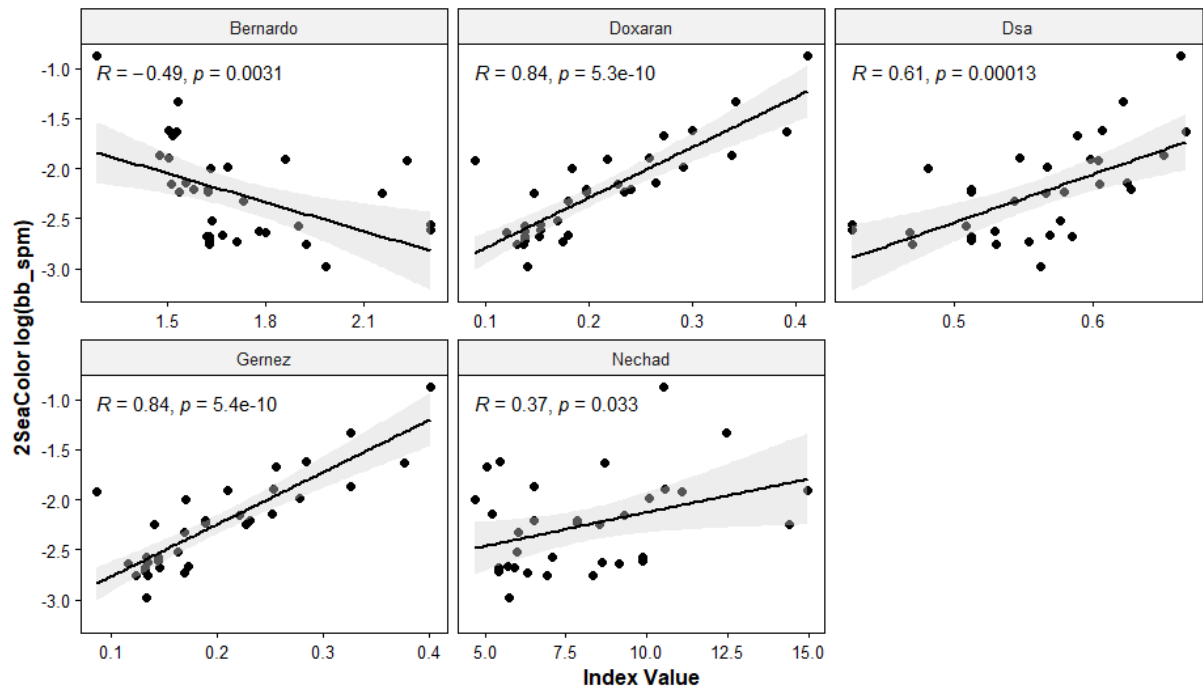 Bernardo
Doxaran
Dsa
R = −0.49, p = 0.0031
R = 0.84, p = 5.3e-10
R = 0.61, p = 0.00013
-1.0
-1.5
-2.0
-2.5
-3.0
1.5 1.8 2.1
0.1 0.2 0.3 0.4
0.5 0.6
Gernez
Nechad
R = 0.84, p = 5.4e-10
R = 0.37, p = 0.033
-1.0
-1.5
-2.0
-2.5
-3.0
0.1 0.2 0.3 0.4
5.0 7.5 10.0 12.5 15.0
2SeaColor log(bb_spm)
Index Value